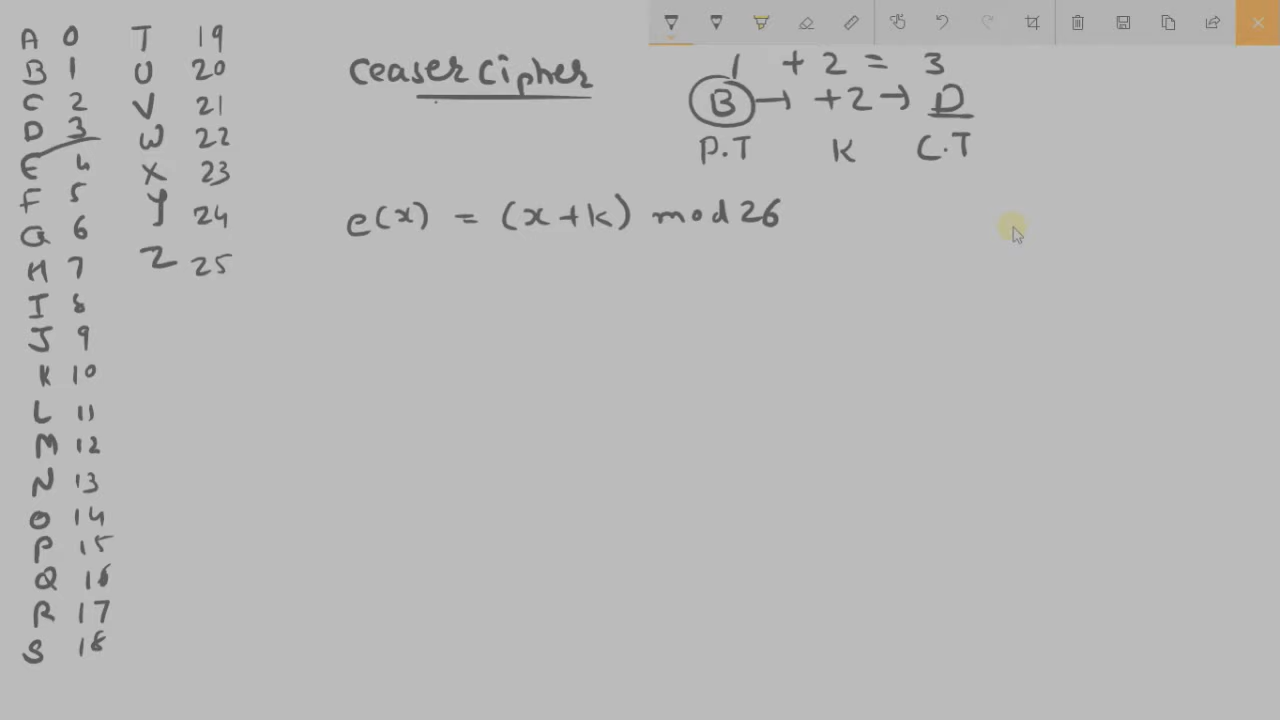 A 0 T 19
B 1 U 20
C 2 V 21
D 3 W 22
E 4 X 23
F 5 Y 24
G 6 Z 25
H 7
I 8
J 9
K 10
L 11
M 12
N 13
O 14
P 15
Q 16
R 17
S 18
Ceaser Cipher
1 + 2 = 3
B → +2 → D
P.T K C.T
e(x) = (x+k) mod 26